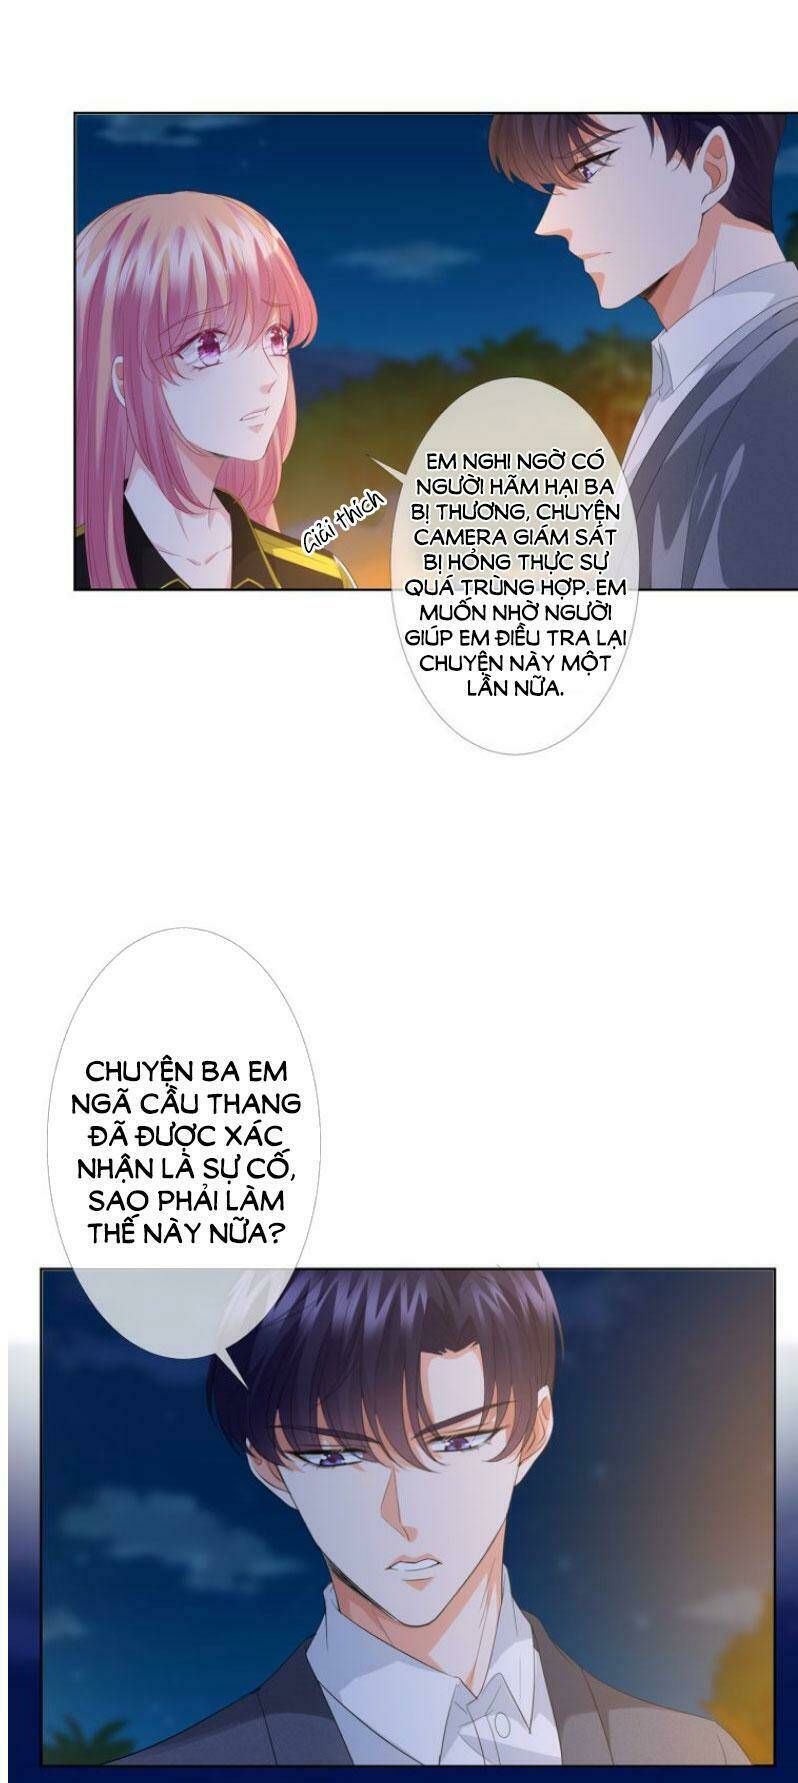 EM NGHI NGỜ CÓ
NGƯỜI HÃM HẠI BA
BỊ THƯƠNG, CHUYỆN
CAMERA GIÁM SÁT
BỊ HỎNG THỰC SỰ
QUÁ TRÙNG HỢP. EM
MUỐN NHỜ NGƯỜI
GIÚP EM ĐIỀU TRA LẠI
CHUYỆN NÀY MỘT
LẦN NỮA.
Giải thích
CHUYỆN BA EM
NGÃ CẦU THANG
ĐÃ ĐƯỢC XÁC
NHẬN LÀ SỰ CỐ,
SAO PHẢI LÀM
THẾ NÀY NỮA?